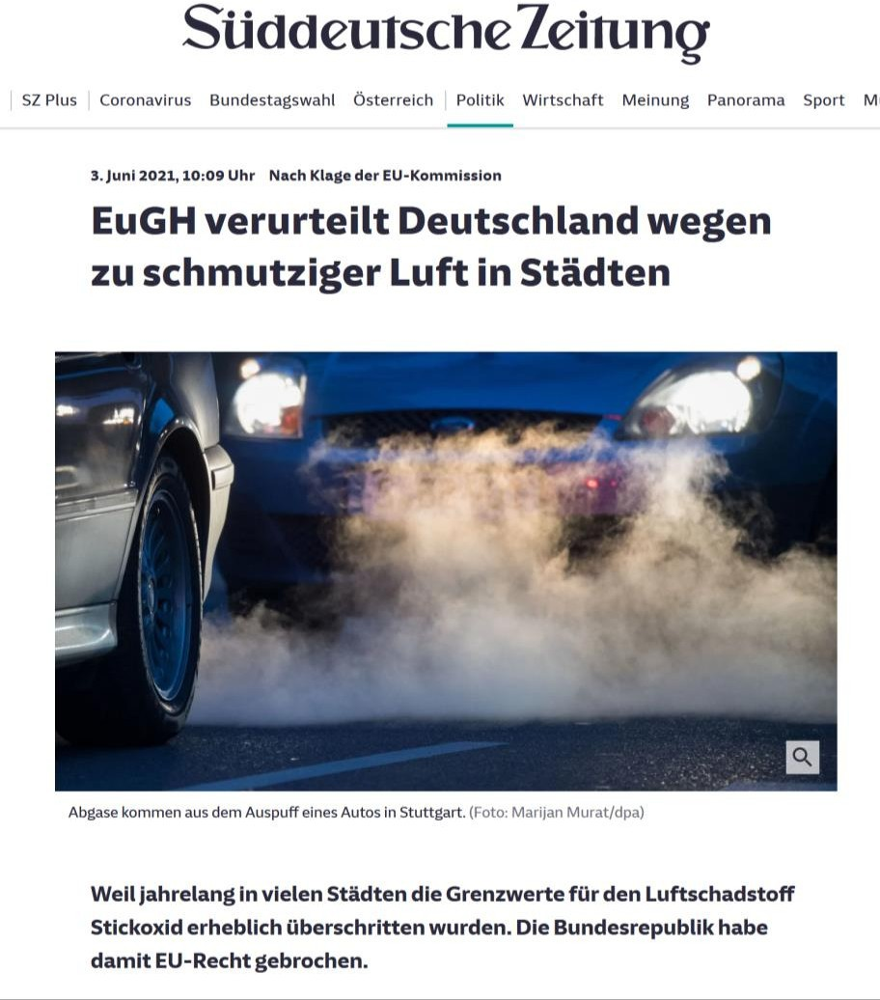 Süddeutsche Zeitung
SZ Plus Coronavirus Bundestagswahl Österreich Politik Wirtschaft Meinung Panorama Sport
3. Juni 2021, 10:09 Uhr Nach Klage der EU-Kommission
EuGH verurteilt Deutschland wegen
zu schmutziger Luft in Städten
Abgase kommen aus dem Auspuff eines Autos in Stuttgart. (Foto: Marijan Murat/dpa)
Weil jahrelang in vielen Städten die Grenzwerte für den Luftschadstoff
Stickoxid erheblich überschritten wurden. Die Bundesrepublik habe
damit EU-Recht gebrochen.